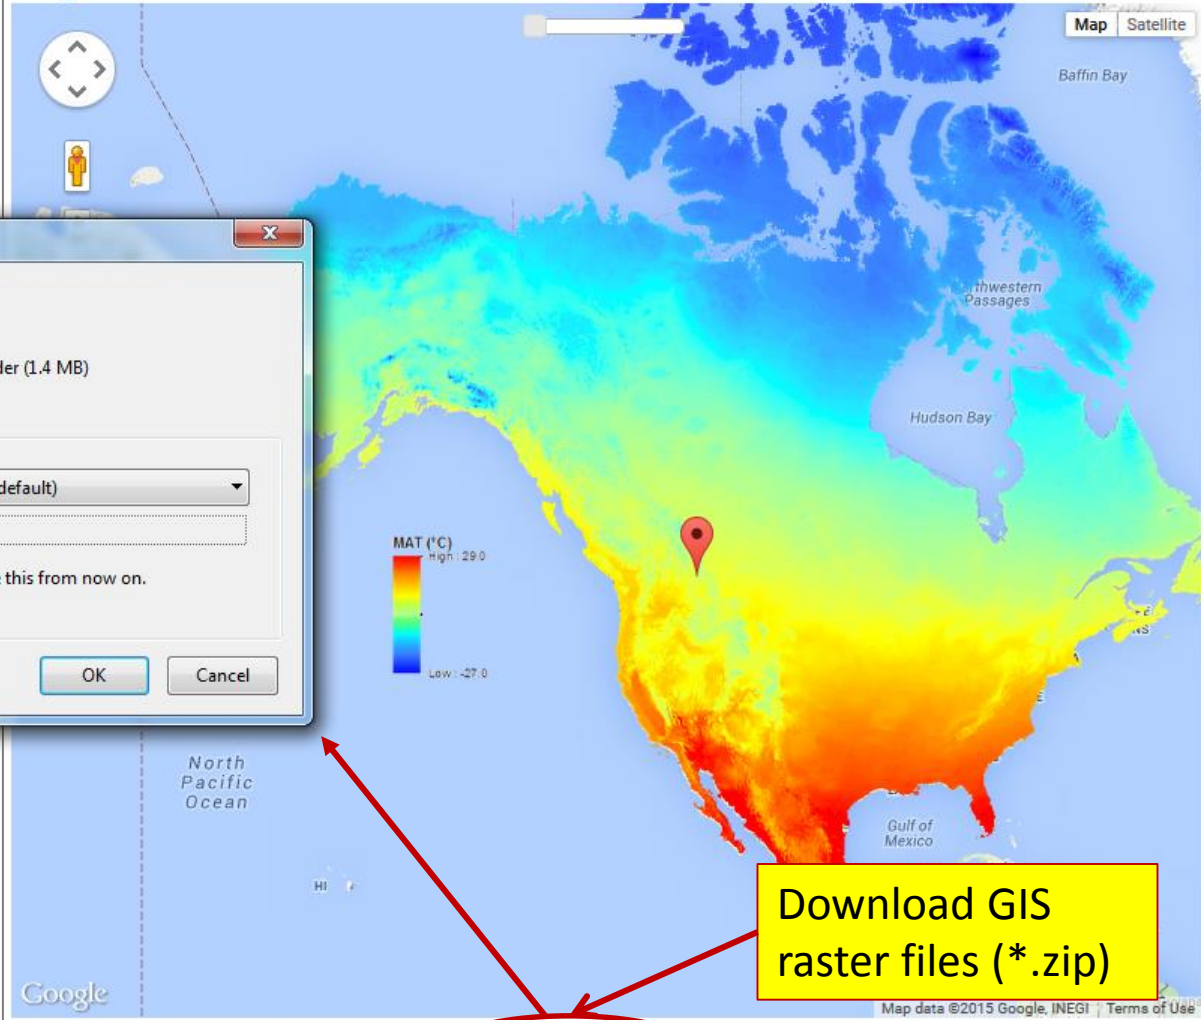 Map Satellite
Baffin Bay
thwestern
Passages
der (1.4 MB)
Hudson Bay
default)
MAT (°C)
High : 29.0
this from now on.
OK Cancel
Low : -27.0
North
Pacific
Ocean
Gulf of
Mexico
HI
Download GIS
raster files (*.zip)
Google
Map data ©2015 Google, INEGI Terms of Use